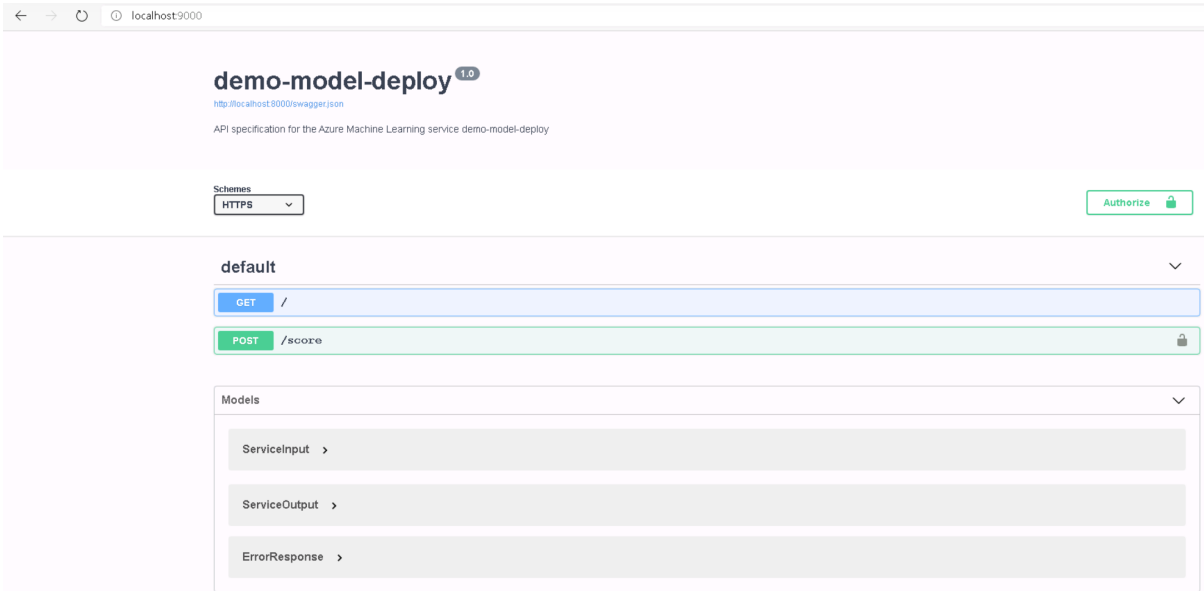 localhost:9000
demo-model-deploy 1.0
http://localhost:8000/swagger.json
API specification for the Azure Machine Learning service demo-model-deploy
Schemes
HTTPS
Authorize
default
GET /
POST /score
Models
ServiceInput
ServiceOutput
ErrorResponse